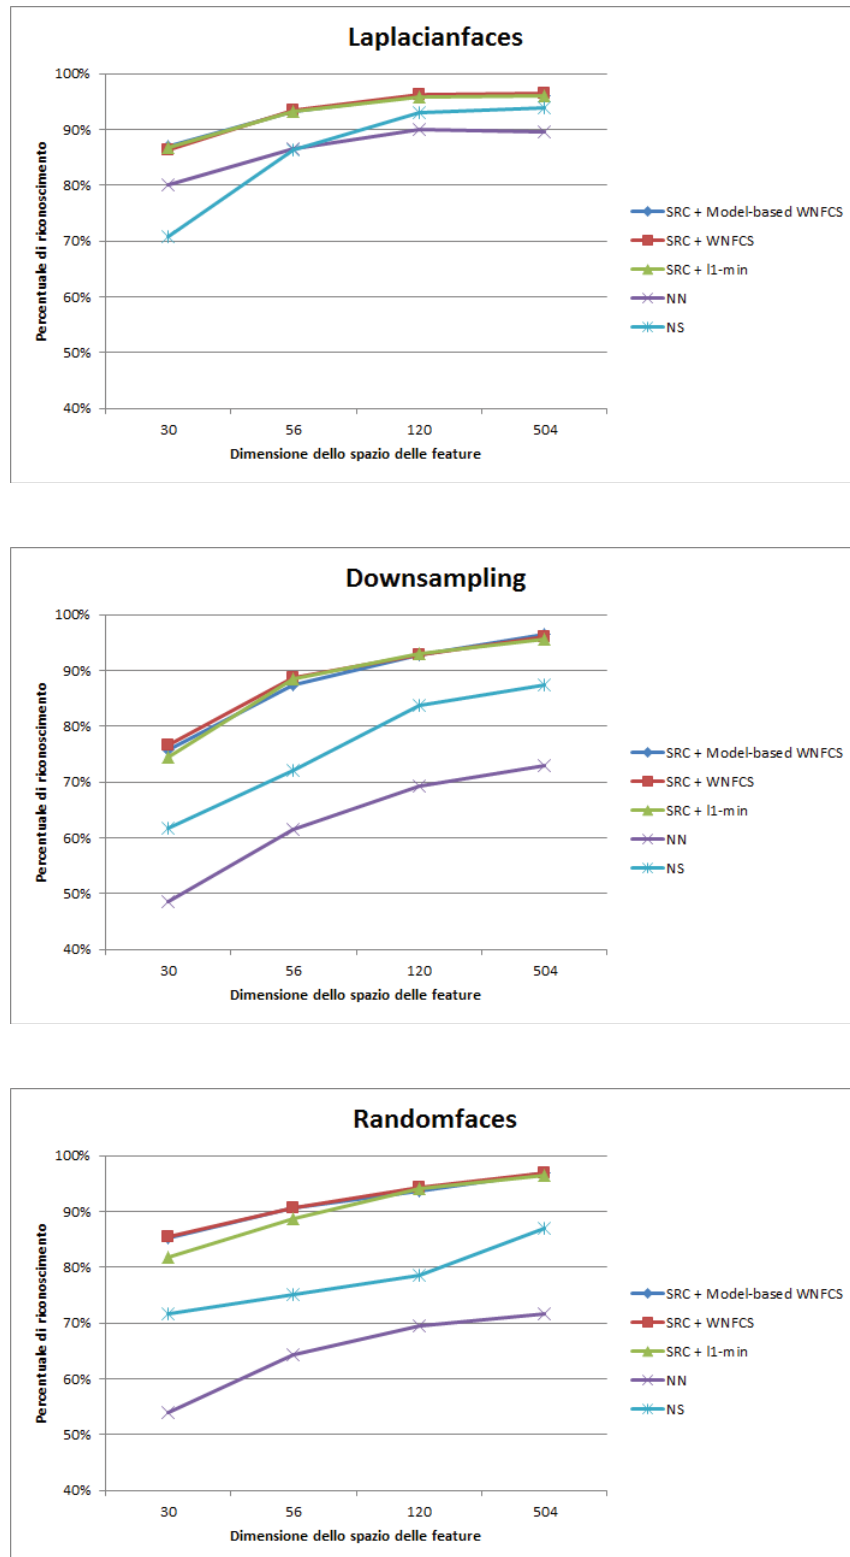 Laplacianfaces
100%
90%
80%
70%
60%
50%
40%
Percentuale di riconoscimento
30 56 120 504
Dimensione dello spazio delle feature
SRC + Model-based WNFCS
SRC + WNFCS
SRC + l1-min
NN
NS
Downsampling
100%
90%
80%
70%
60%
50%
40%
Percentuale di riconoscimento
30 56 120 504
Dimensione dello spazio delle feature
SRC + Model-based WNFCS
SRC + WNFCS
SRC + l1-min
NN
NS
Randomfaces
100%
90%
80%
70%
60%
50%
40%
Percentuale di riconoscimento
30 56 120 504
Dimensione dello spazio delle feature
SRC + Model-based WNFCS
SRC + WNFCS
SRC + l1-min
NN
NS